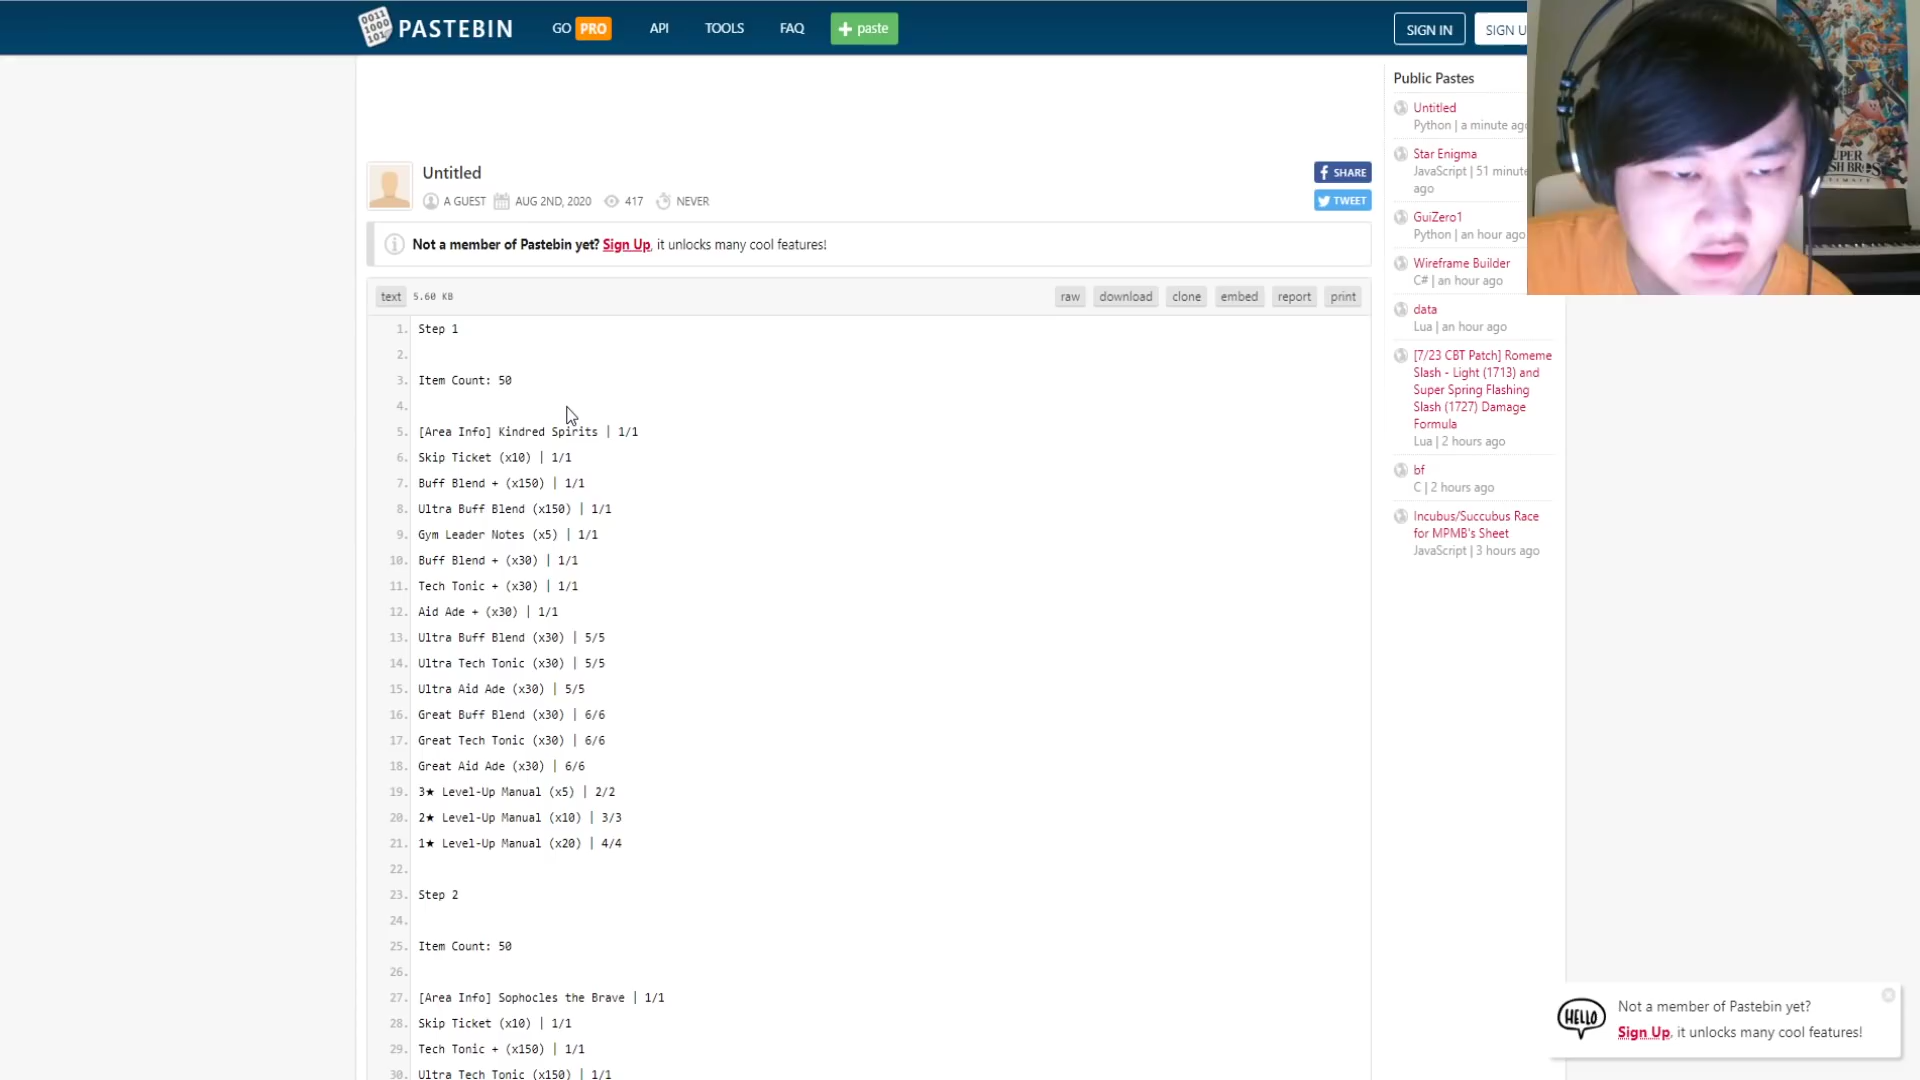 PASTEBIN
GO PRO API TOOLS FAQ + paste
SIGN IN SIGN U
Untitled
A GUEST AUG 2ND, 2020 417 NEVER
SHARE
TWEET
Not a member of Pastebin yet? Sign Up, it unlocks many cool features!
text 5.60 KB raw download clone embed report print
1. Step 1
2.
3. Item Count: 50
4.
5. [Area Info] Kindred Spirits | 1/1
6. Skip Ticket (x10) | 1/1
7. Buff Blend + (x150) | 1/1
8. Ultra Buff Blend (x150) | 1/1
9. Gym Leader Notes (x5) | 1/1
10. Buff Blend + (x30) | 1/1
11. Tech Tonic + (x30) | 1/1
12. Aid Ade + (x30) | 1/1
13. Ultra Buff Blend (x30) | 5/5
14. Ultra Tech Tonic (x30) | 5/5
15. Ultra Aid Ade (x30) | 5/5
16. Great Buff Blend (x30) | 6/6
17. Great Tech Tonic (x30) | 6/6
18. Great Aid Ade (x30) | 6/6
19. 3★ Level-Up Manual (x5) | 2/2
20. 2★ Level-Up Manual (x10) | 3/3
21. 1★ Level-Up Manual (x20) | 4/4
22.
23. Step 2
24.
25. Item Count: 50
26.
27. [Area Info] Sophocles the Brave | 1/1
28. Skip Ticket (x10) | 1/1
29. Tech Tonic + (x150) | 1/1
30. Ultra Tech Tonic (x150) | 1/1
Public Pastes
Untitled
Python | a minute ago
Star Enigma
JavaScript | 51 minute
ago
GuiZero1
Python | an hour ago
Wireframe Builder
C# | an hour ago
data
Lua | an hour ago
[7/23 CBT Patch] Romeme
Slash - Light (1713) and
Super Spring Flashing
Slash (1727) Damage
Formula
Lua | 2 hours ago
bf
C | 2 hours ago
Incubus/Succubus Race
for MPMB's Sheet
JavaScript | 3 hours ago
HELLO
Not a member of Pastebin yet?
Sign Up, it unlocks many cool features!